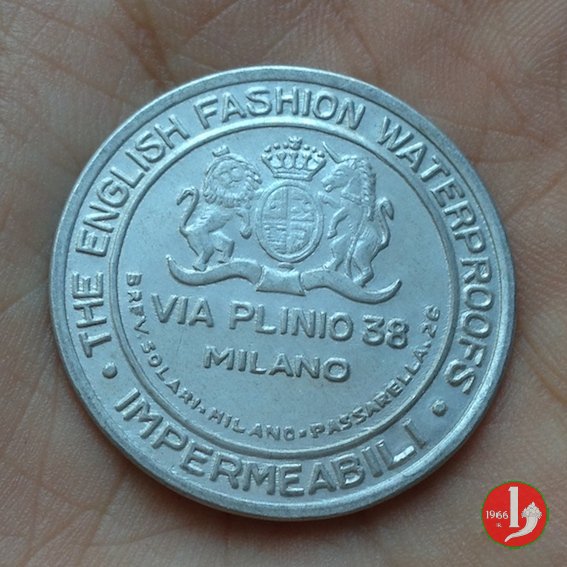 THE ENGLISH FASHION WATERPROOFS
VIA PLINIO 38
MILANO
BREV. SOLARI. MILANO • PASSARELLA. 26
• IMPERMEABILI •
1966
R